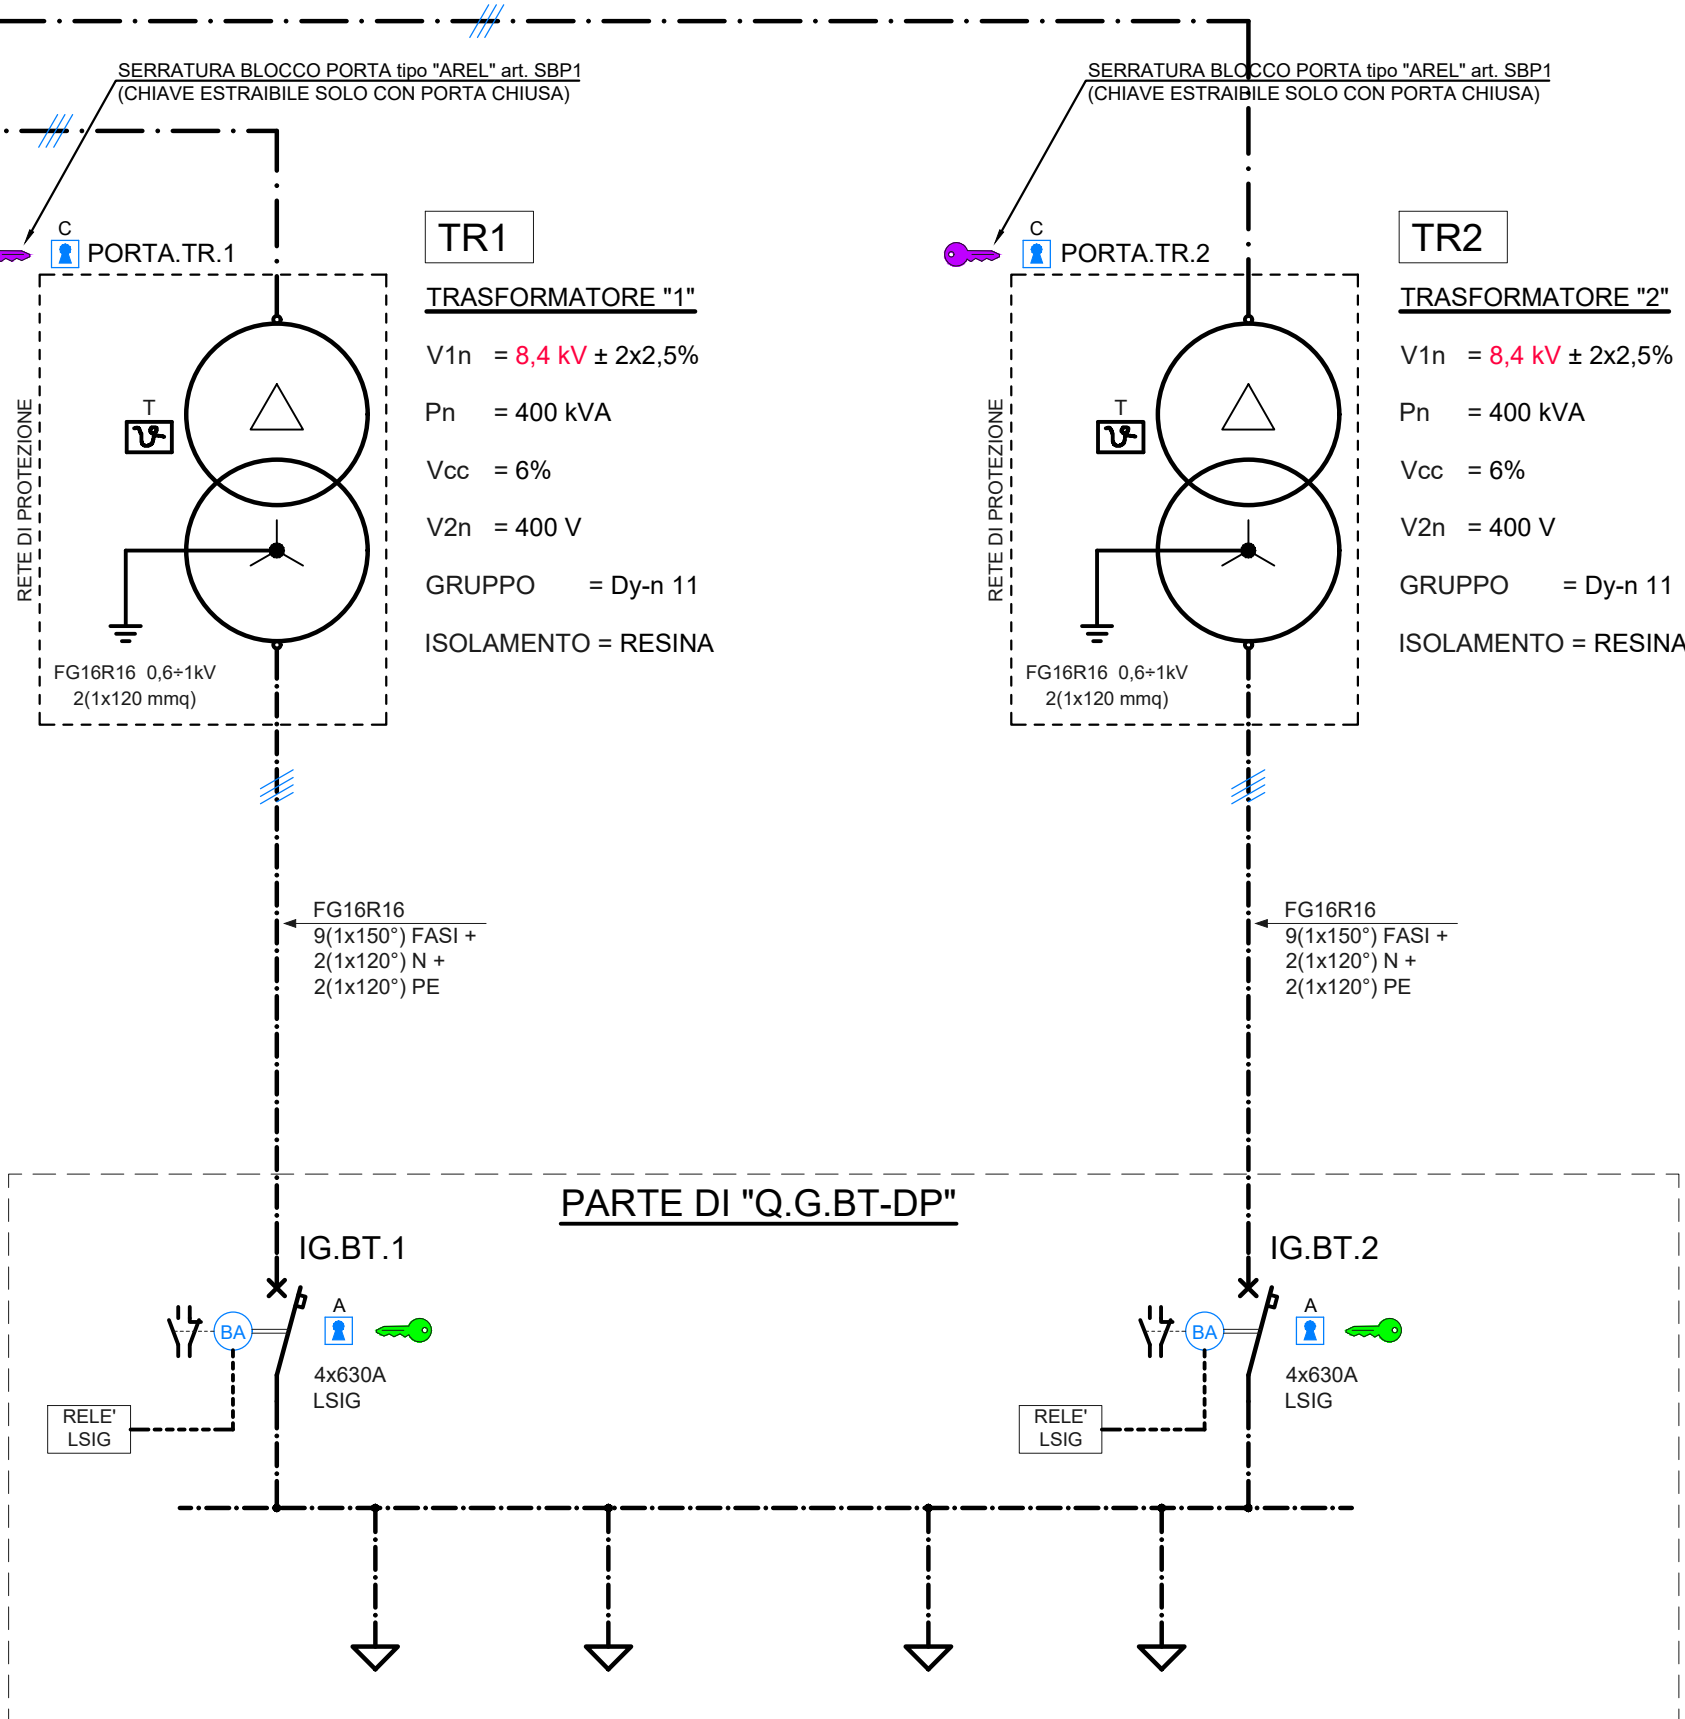 SERRATURA BLOCCO PORTA tipo "AREL" art. SBP1
(CHIAVE ESTRAIBILE SOLO CON PORTA CHIUSA)
C
PORTA.TR.1
TR1
TRASFORMATORE "1"
V1n = 8,4 kV ± 2x2,5%
Pn = 400 kVA
Vcc = 6%
V2n = 400 V
GRUPPO = Dy-n 11
ISOLAMENTO = RESINA
RETE DI PROTEZIONE
T
FG16R16 0,6÷1kV
2(1x120 mmq)
FG16R16
9(1x150°) FASI +
2(1x120°) N +
2(1x120°) PE
SERRATURA BLOCCO PORTA tipo "AREL" art. SBP1
(CHIAVE ESTRAIBILE SOLO CON PORTA CHIUSA)
C
PORTA.TR.2
TR2
TRASFORMATORE "2"
V1n = 8,4 kV ± 2x2,5%
Pn = 400 kVA
Vcc = 6%
V2n = 400 V
GRUPPO = Dy-n 11
ISOLAMENTO = RESINA
RETE DI PROTEZIONE
T
FG16R16 0,6÷1kV
2(1x120 mmq)
FG16R16
9(1x150°) FASI +
2(1x120°) N +
2(1x120°) PE
PARTE DI "Q.G.BT-DP"
IG.BT.1
BA
A
4x630A
LSIG
RELE'
LSIG
IG.BT.2
BA
A
4x630A
LSIG
RELE'
LSIG